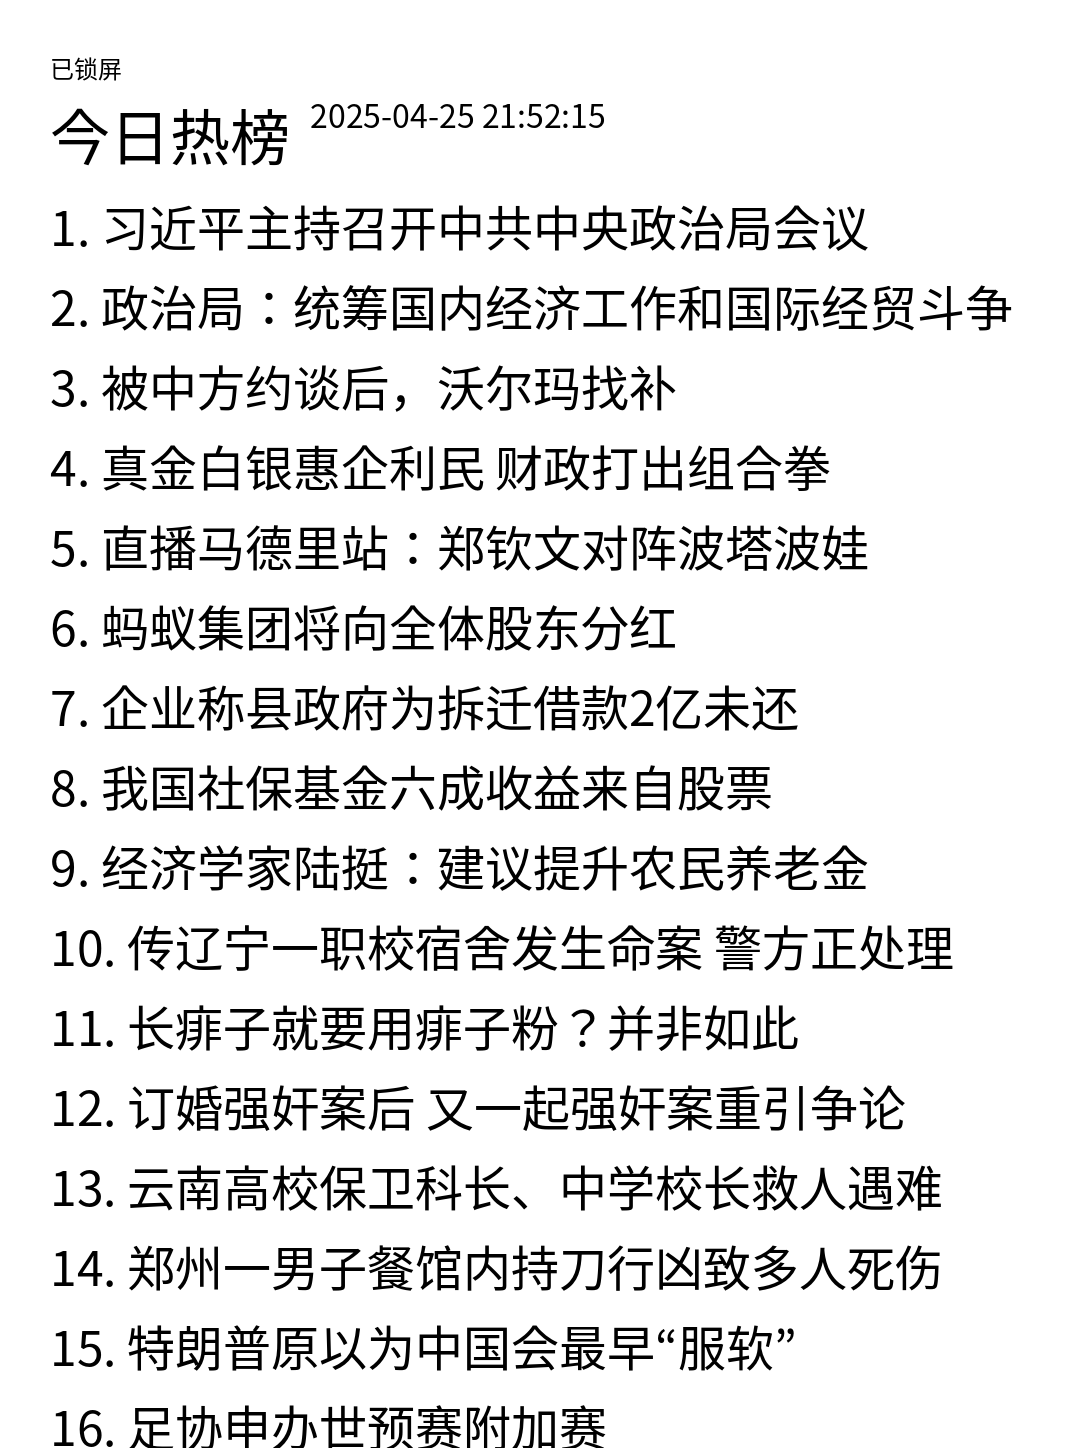 已锁屏
今日热榜 2025-04-25 21:52:15
1. 习近平主持召开中共中央政治局会议
2. 政治局：统筹国内经济工作和国际经贸斗争
3. 被中方约谈后，沃尔玛找补
4. 真金白银惠企利民 财政打出组合拳
5. 直播马德里站：郑钦文对阵波塔波娃
6. 蚂蚁集团将向全体股东分红
7. 企业称县政府为拆迁借款2亿未还
8. 我国社保基金六成收益来自股票
9. 经济学家陆挺：建议提升农民养老金
10. 传辽宁一职校宿舍发生命案 警方正处理
11. 长痱子就要用痱子粉？并非如此
12. 订婚强奸案后 又一起强奸案重引争论
13. 云南高校保卫科长、中学校长救人遇难
14. 郑州一男子餐馆内持刀行凶致多人死伤
15. 特朗普原以为中国会最早“服软”
16. 足协申办世预赛附加赛